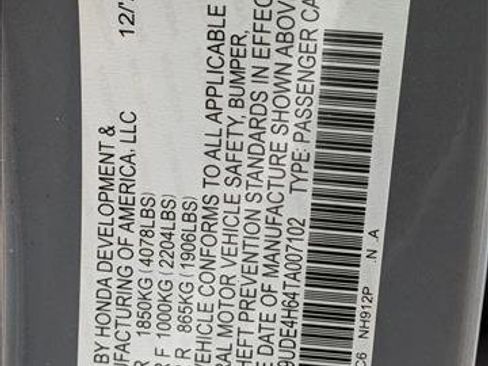 BY HONDA DEVELOPMENT &
UFACTURING OF AMERICA, LLC 12/
R 1850KG (4078LBS)
R F 1000KG (2204LBS)
R R 865KG (1906LBS)
VEHICLE CONFORMS TO ALL APPLICABLE
RAL MOTOR VEHICLE SAFETY, BUMPER,
HEFT PREVENTION STANDARDS IN EFFEC
E DATE OF MANUFACTURE SHOWN ABOV
9UDE4H64TA007102 TYPE: PASSENGER CA
C6 NH912P N A